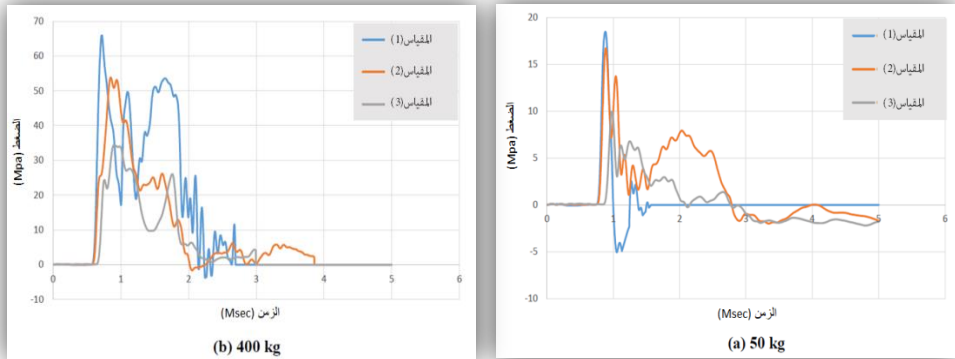 70
60
50
40
30
20
10
0
-10
0 1 2 3 4 5 6
الضغط (Mpa)
المقياس(1)
المقياس(2)
المقياس(3)
الزمن (Msec)
(b) 400 kg
20
15
10
5
0
-5
-10
0 1 2 3 4 5 6
الضغط (Mpa)
المقياس(1)
المقياس(2)
المقياس(3)
الزمن (Msec)
(a) 50 kg